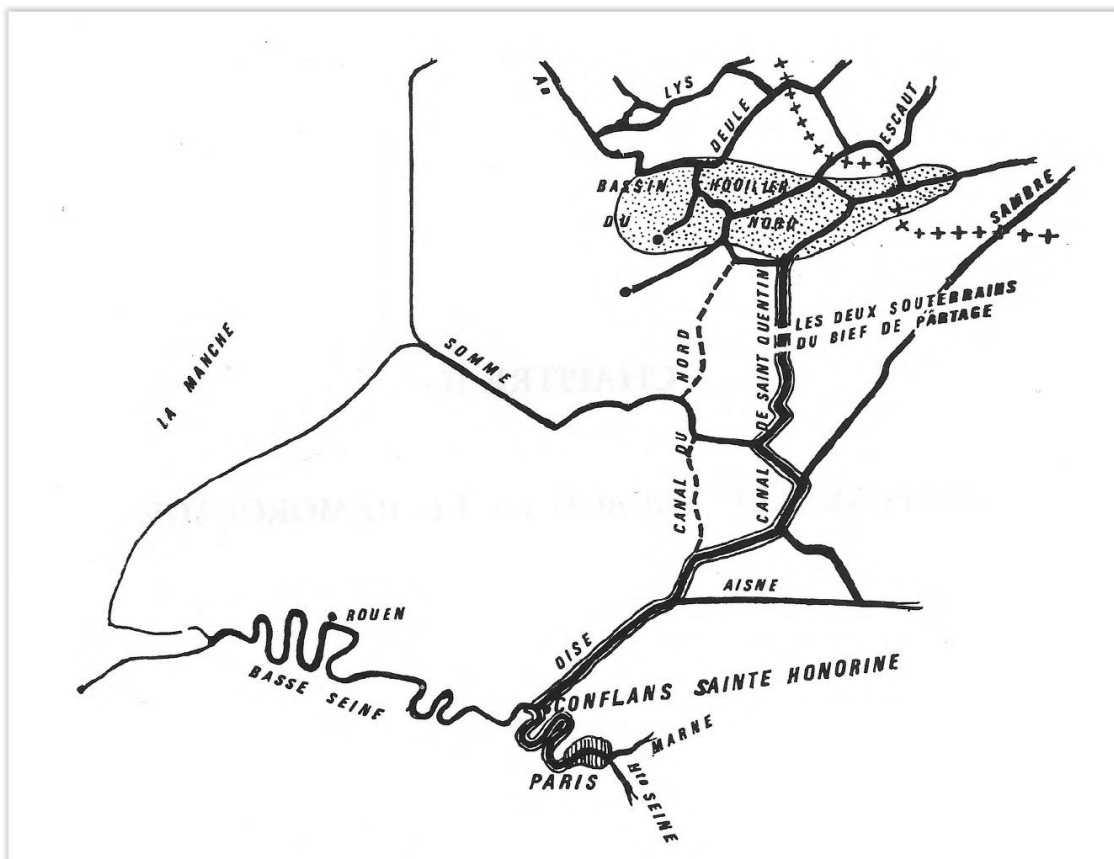 Aa
LYS
DEULE
ESCAUT
BASSIN HOUILLER
DU NORD
SAMBRE
LES DEUX SOUTERRAINS
DU BIEF DE PARTAGE
LA MANCHE
SOMME
CANAL DU NORD
CANAL DE SAINT QUENTIN
AISNE
ROUEN
OISE
BASSE SEINE
CONFLANS SAINTE HONORINE
MARNE
PARIS
Hte SEINE